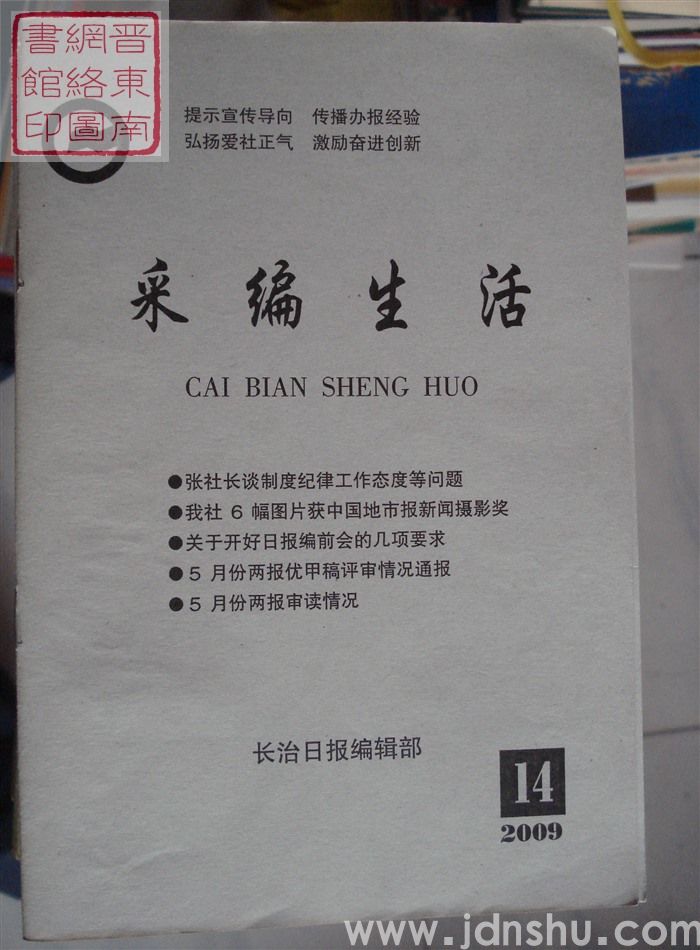 晋东南
網絡圖
書館印
提示宣传导向 传播办报经验
弘扬爱社正气 激励奋进创新
采编生活
CAI BIAN SHENG HUO
●张社长谈制度纪律工作态度等问题
●我社 6 幅图片获中国地市报新闻摄影奖
●关于开好日报编前会的几项要求
●5 月份两报优甲稿评审情况通报
●5 月份两报审读情况
长治日报编辑部
14
2009
www.jdnshu.com